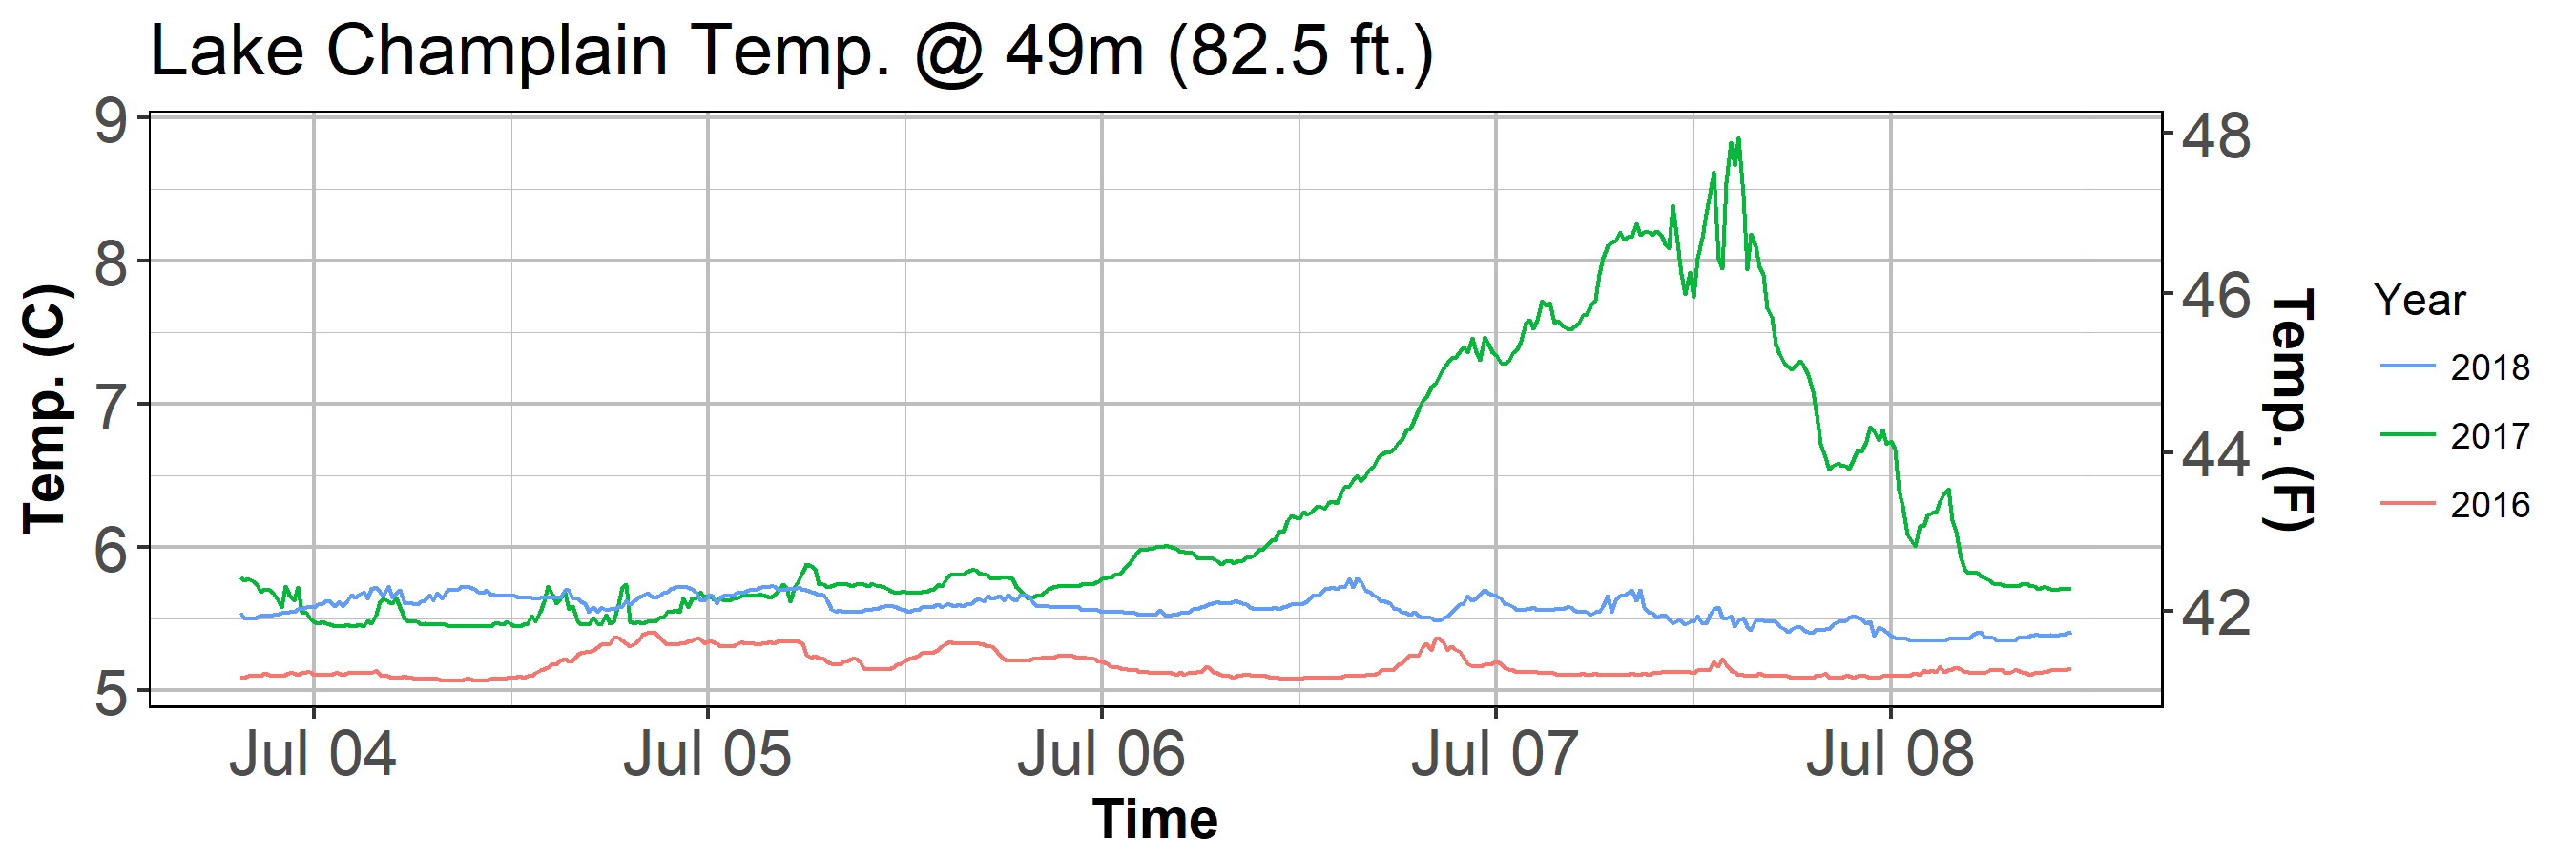 Lake Champlain Temp. @ 49m (82.5 ft.)
Temp. (C)
9
8
7
6
5
48
46
44
42
Temp. (F)
Jul 04 Jul 05 Jul 06 Jul 07 Jul 08
Time
Year
2018
2017
2016